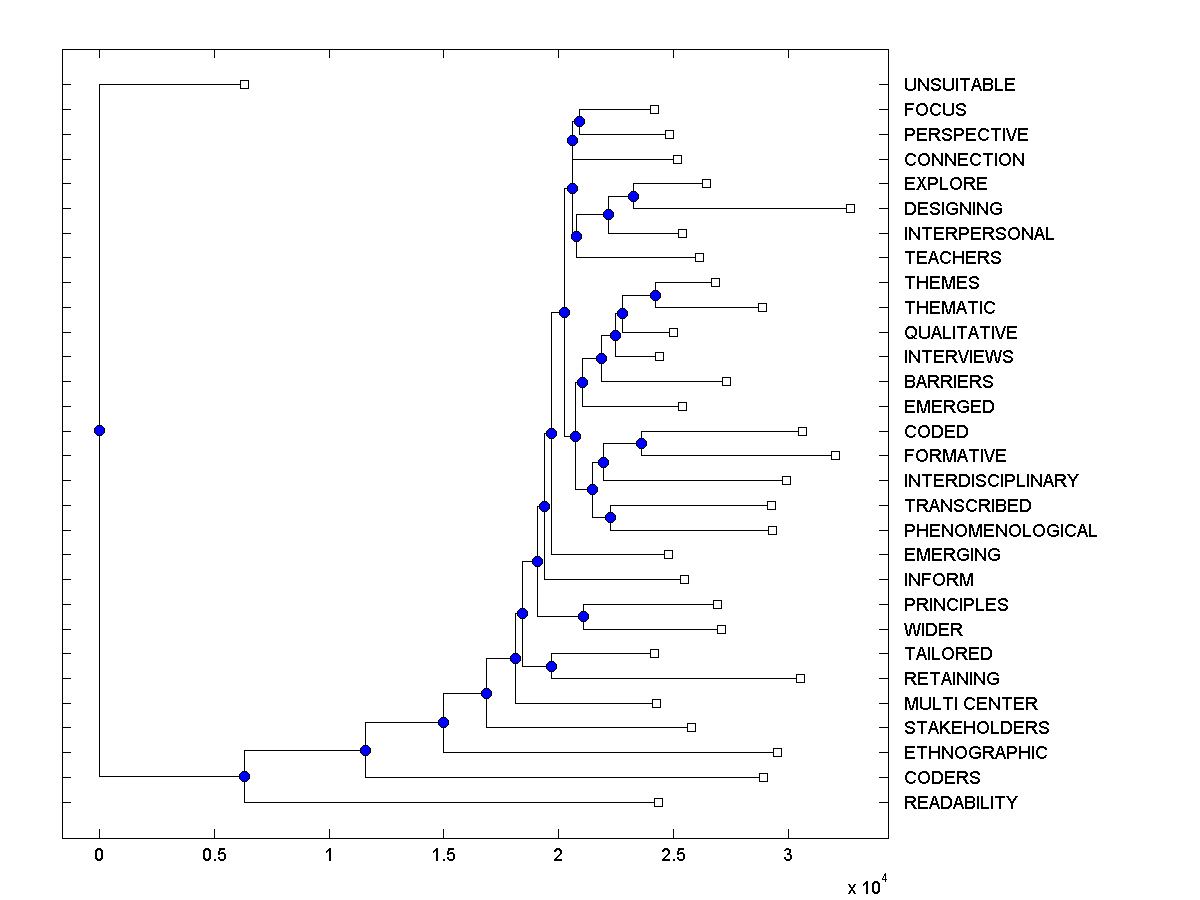 UNSUITABLE
FOCUS
PERSPECTIVE
CONNECTION
EXPLORE
DESIGNING
INTERPERSONAL
TEACHERS
THEMES
THEMATIC
QUALITATIVE
INTERVIEWS
BARRIERS
EMERGED
CODED
FORMATIVE
INTERDISCIPLINARY
TRANSCRIBED
PHENOMENOLOGICAL
EMERGING
INFORM
PRINCIPLES
WIDER
TAILORED
RETAINING
MULTI CENTER
STAKEHOLDERS
ETHNOGRAPHIC
CODERS
READABILITY
0 0.5 1 1.5 2 2.5 3
x 10^4